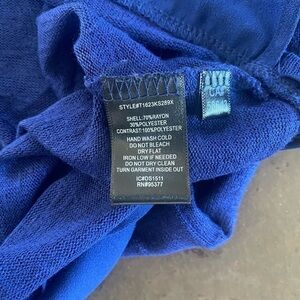 STYLE#T1623KS289X
SHELL: 70%RAYON
30%POLYESTER
CONTRAST: 100%POLYESTER
HAND WASH COLD
DO NOT BLEACH
DRY FLAT
IRON LOW IF NEEDED
DO NOT DRY CLEAN
TURN GARMENT INSIDE OUT
IC#DS1511
RN#95377